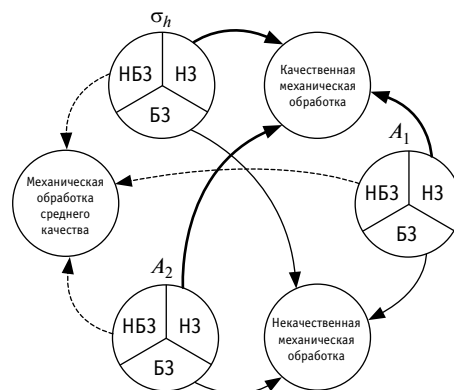 σh
НБЗ НЗ
БЗ
Качественная
механическая
обработка
A1
НБЗ НЗ
БЗ
Механическая
обработка
среднего
качества
A2
НБЗ НЗ
БЗ
Некачественная
механическая
обработка